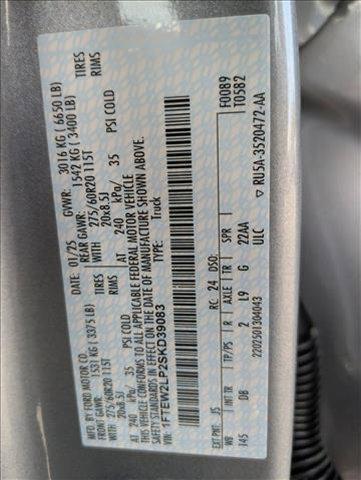 MFD. BY FORD MOTOR CO.
DATE: 01/25 GVWR: 3016 KG ( 6650 LB)
FRONT GAWR: 1531 KG ( 3375 LB) REAR GAWR: 1542 KG ( 3400 LB)
WITH 275/60R20 115T TIRES WITH 275/60R20 115T TIRES
20x8.5J RIMS 20x8.5J RIMS
AT 240 kPa/ 35 PSI COLD AT 240 kPa/ 35 PSI COLD
THIS VEHICLE CONFORMS TO ALL APPLICABLE FEDERAL MOTOR VEHICLE
SAFETY STANDARDS IN EFFECT ON THE DATE OF MANUFACTURE SHOWN ABOVE.
VIN: 1FTEW2LP2SKD39083 TYPE: Truck
F0089
T0582
EXT PNT: JS RC: 24 DSO:
WB INT TR TP/PS R AXLE TR SPR
145 DB 2 L9 G 22AA
2202501304043 ULC
▽ RU5A-3520472-AA